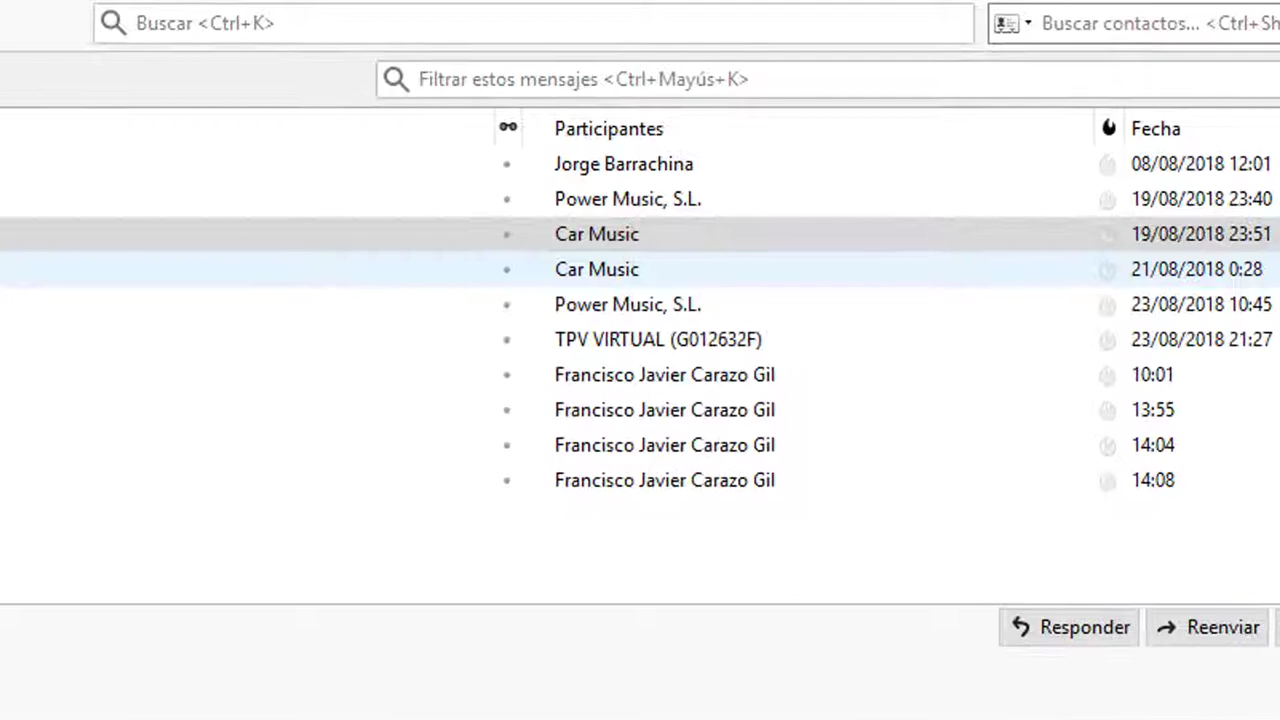 Buscar <Ctrl+K>
Buscar contactos... <Ctrl+Sh
Filtrar estos mensajes <Ctrl+Mayús+K>
Participantes Fecha
Jorge Barrachina 08/08/2018 12:01
Power Music, S.L. 19/08/2018 23:40
Car Music 19/08/2018 23:51
Car Music 21/08/2018 0:28
Power Music, S.L. 23/08/2018 10:45
TPV VIRTUAL (G012632F) 23/08/2018 21:27
Francisco Javier Carazo Gil 10:01
Francisco Javier Carazo Gil 13:55
Francisco Javier Carazo Gil 14:04
Francisco Javier Carazo Gil 14:08
Responder Reenviar